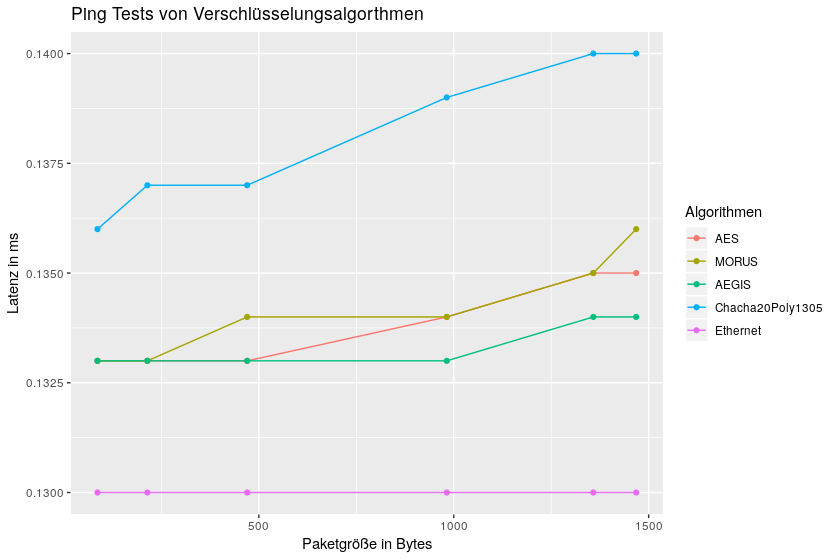 Ping Tests von Verschlüsselungsalgorthmen
0.1400
0.1375
0.1350
0.1325
0.1300
Latenz in ms
500
1000
1500
Paketgröße in Bytes
Algorithmen
AES
MORUS
AEGIS
Chacha20Poly1305
Ethernet